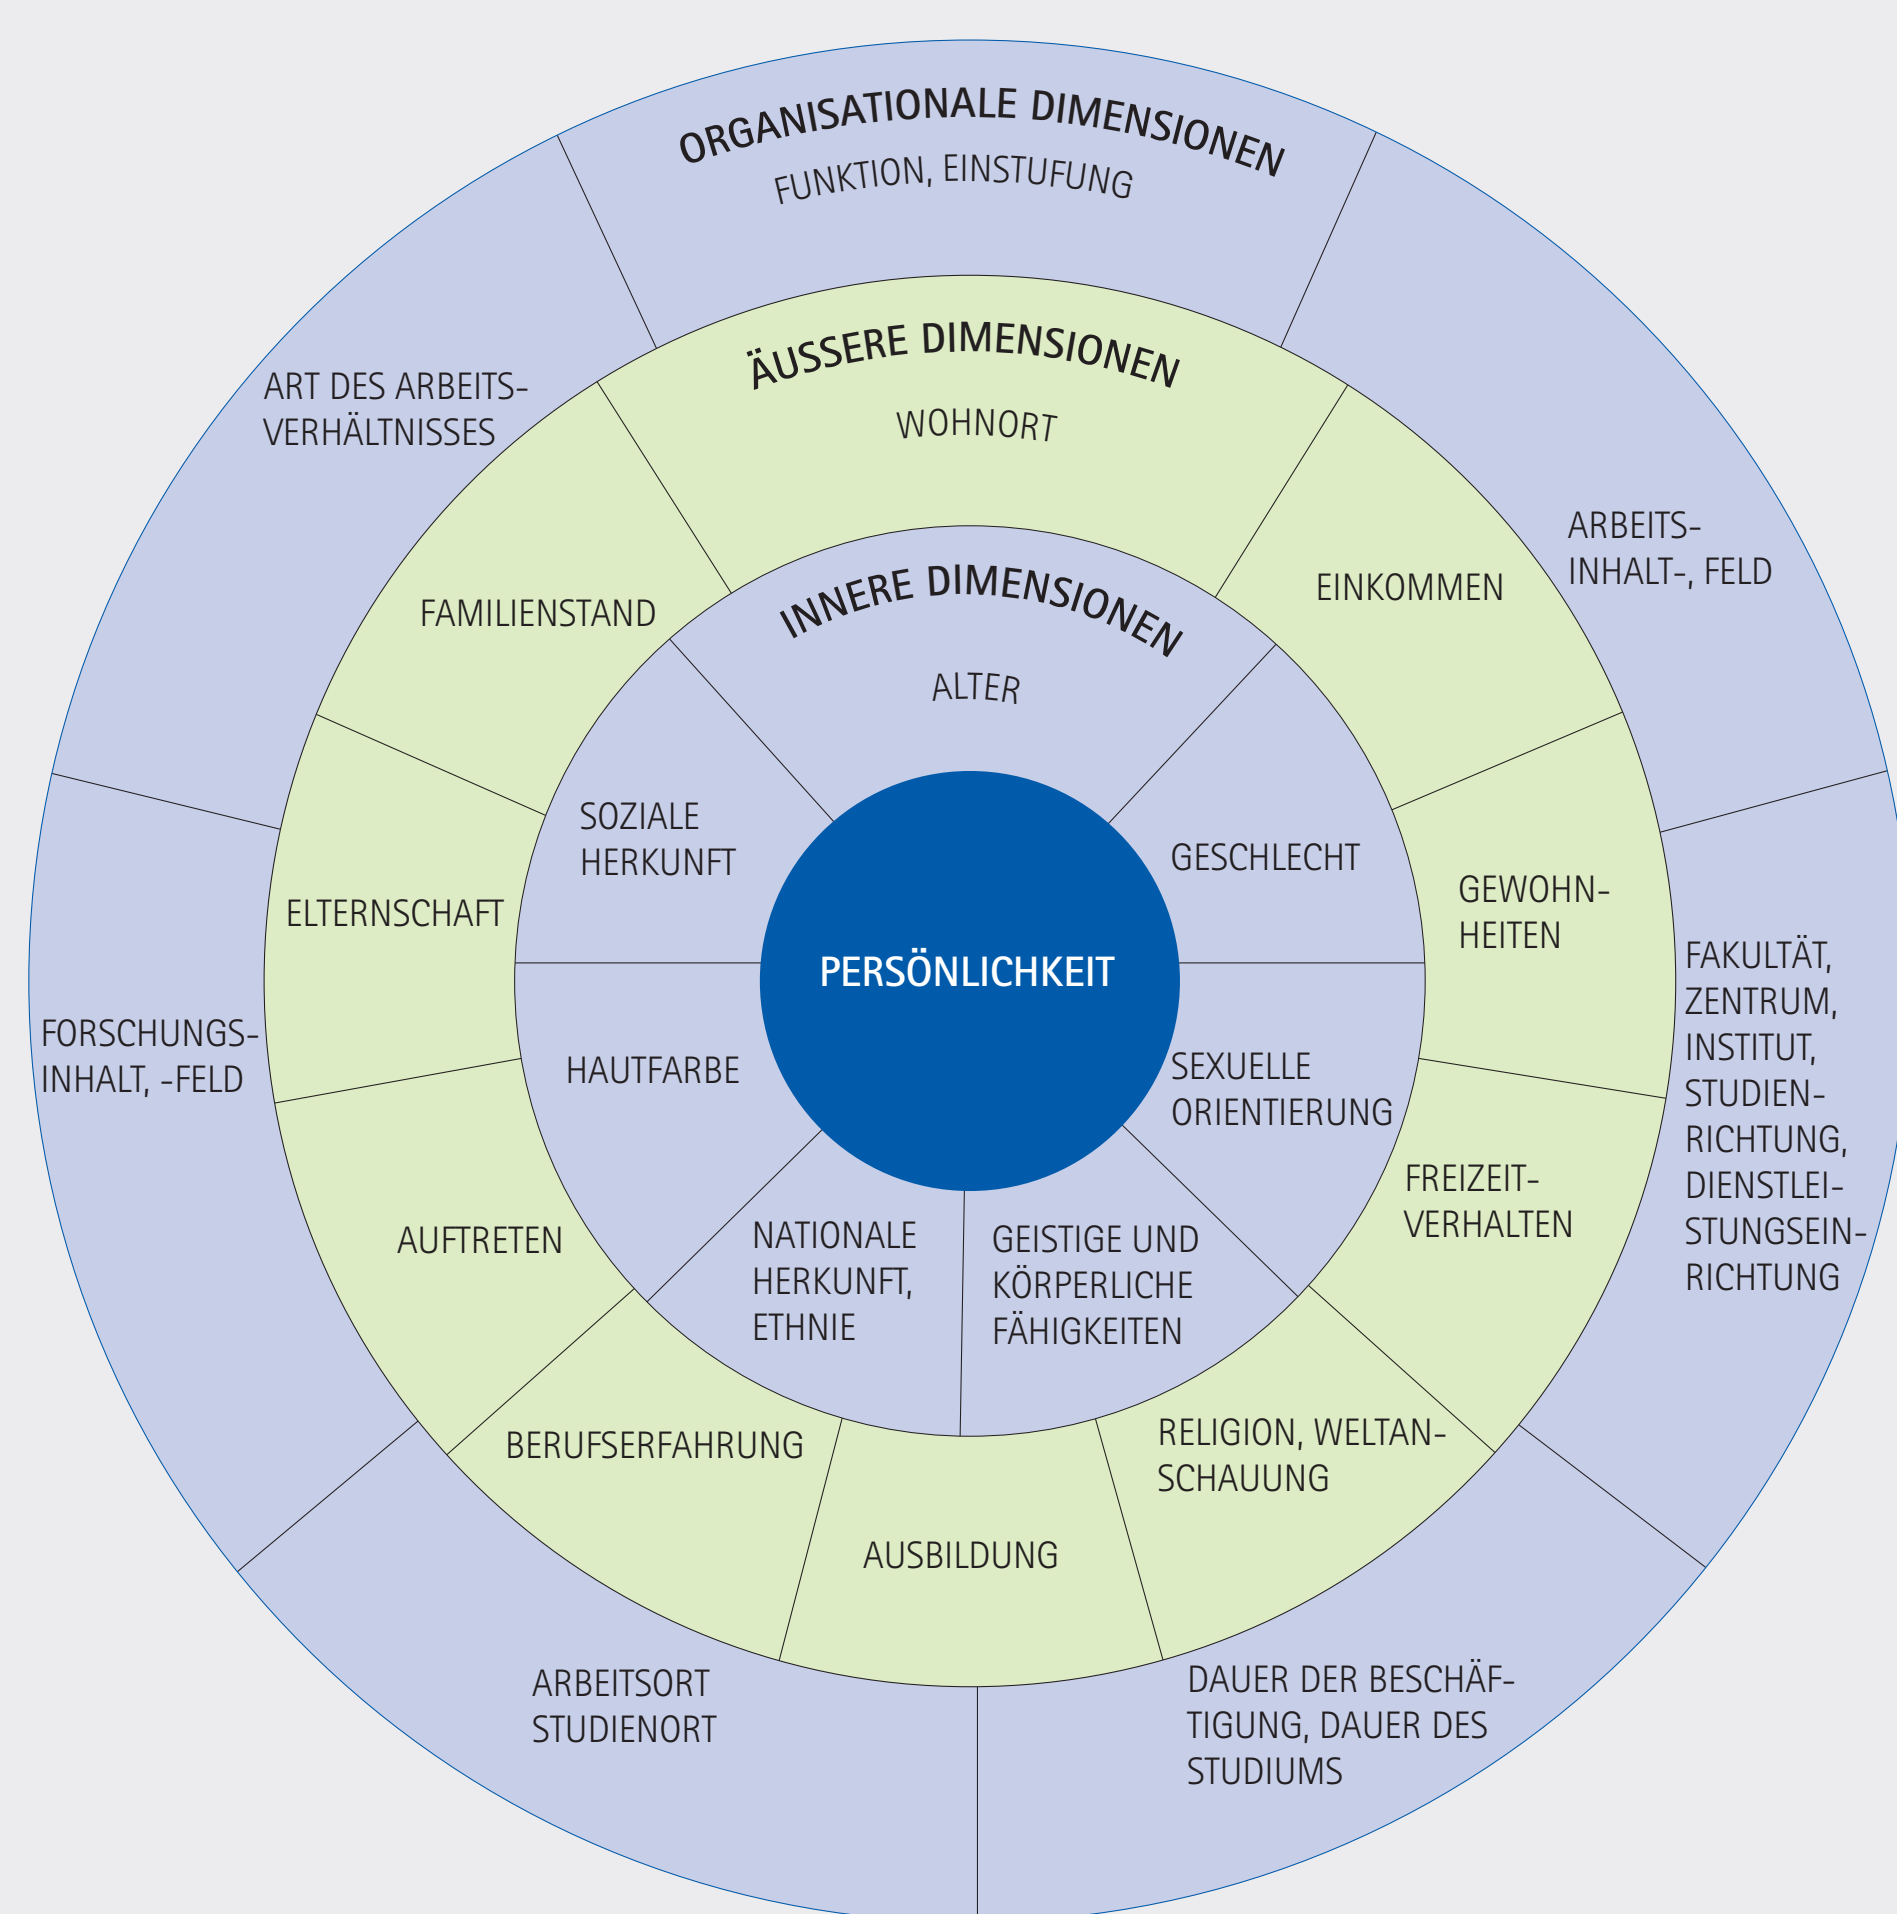 ORGANISATIONALE DIMENSIONEN
FUNKTION, EINSTUFUNG
ÄUSSERE DIMENSIONEN
WOHNORT
INNERE DIMENSIONEN
ALTER
PERSÖNLICHKEIT
ART DES ARBEITS-
VERHÄLTNISSES
ARBEITS-
INHALT-, FELD
FAMILIENSTAND
EINKOMMEN
SOZIALE
HERKUNFT
GESCHLECHT
ELTERNSCHAFT
GEWOHN-
HEITEN
FAKULTÄT,
ZENTRUM,
INSTITUT,
STUDIEN-
RICHTUNG,
DIENSTLEI-
STUNGSEIN-
RICHTUNG
FORSCHUNGS-
INHALT, -FELD
HAUTFARBE
SEXUELLE
ORIENTIERUNG
AUFTRETEN
FREIZEIT-
VERHALTEN
NATIONALE
HERKUNFT,
ETHNIE
GEISTIGE UND
KÖRPERLICHE
FÄHIGKEITEN
BERUFSERFAHRUNG
RELIGION, WELTAN-
SCHAUUNG
AUSBILDUNG
ARBEITSORT
STUDIENORT
DAUER DER BESCHÄF-
TIGUNG, DAUER DES
STUDIUMS